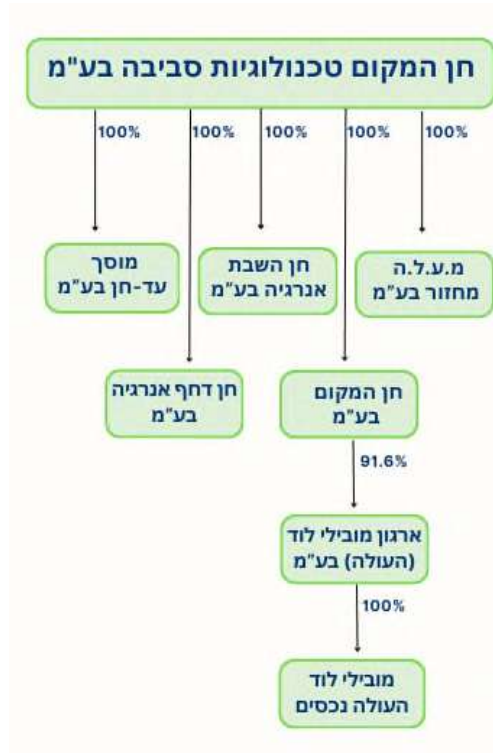 חן המקום טכנולוגיות סביבה בע"מ
100%
100%
100%
100%
100%
מ.ע.ל.ה
מחזור בע"מ
חן השבת
אנרגיה בע"מ
מוסך
עד-חן בע"מ
חן המקום
בע"מ
חן דחף אנרגיה
בע"מ
91.6%
ארגון מובילי לוד
(העולה) בע"מ
100%
מובילי לוד
העולה נכסים